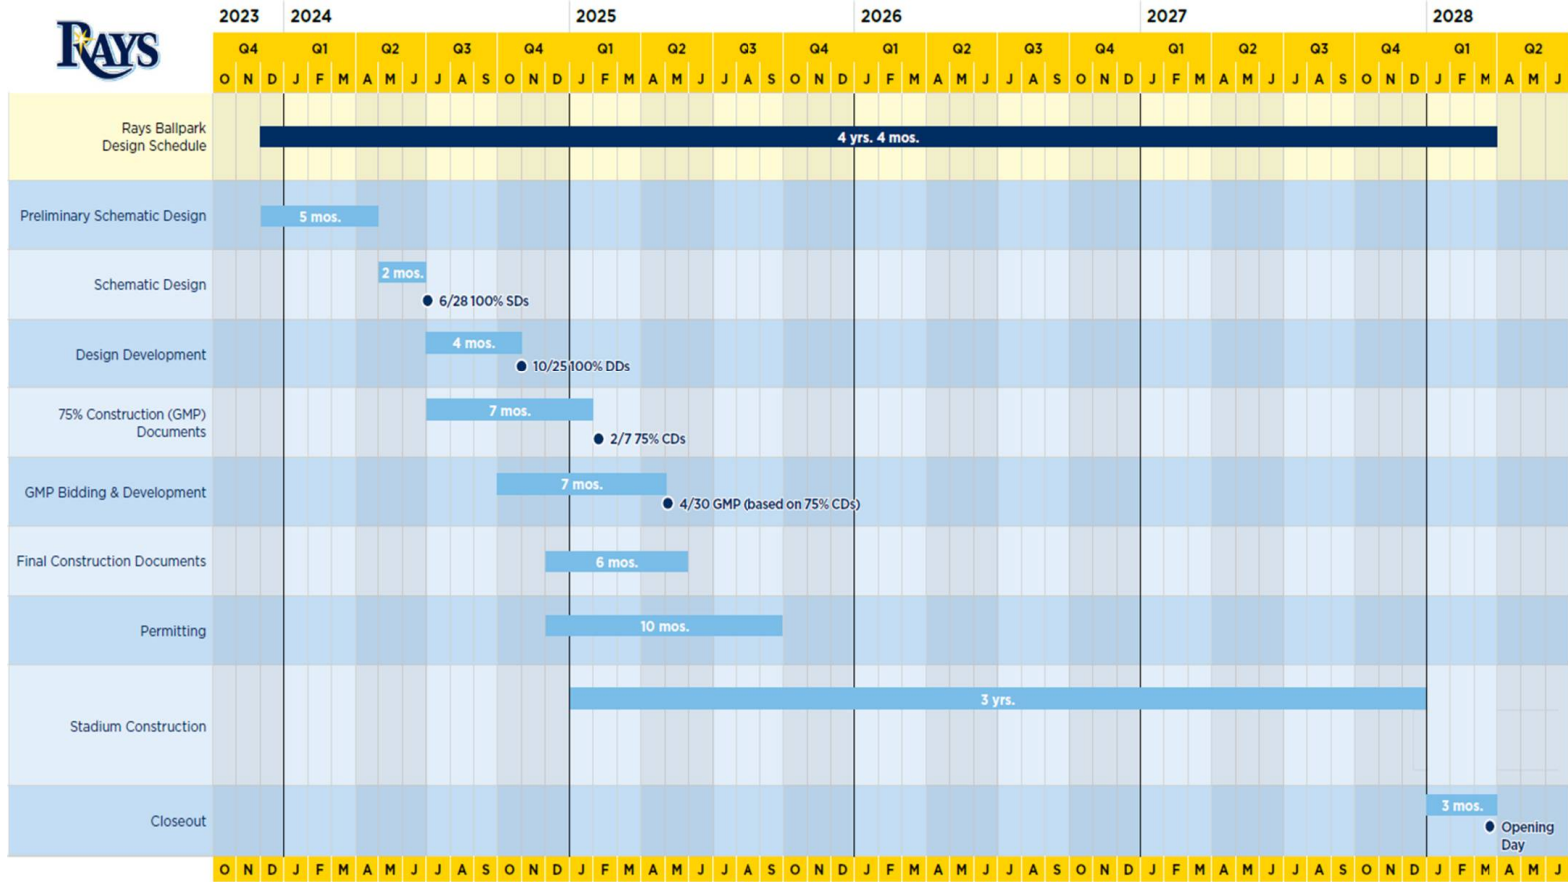 RAYS
2023 2024 2025 2026 2027 2028
Q4 Q1 Q2 Q3 Q4 Q1 Q2 Q3 Q4 Q1 Q2 Q3 Q4 Q1 Q2 Q3 Q4 Q1 Q2
O N D J F M A M J J A S O N D J F M A M J J A S O N D J F M A M J J A S O N D J F M A M J J A S O N D J F M A M J
Rays Ballpark
Design Schedule
4 yrs. 4 mos.
Preliminary Schematic Design
5 mos.
Schematic Design
2 mos.
6/28 100% SDs
Design Development
4 mos.
10/25 100% DDs
75% Construction (GMP)
Documents
7 mos.
2/7 75% CDs
GMP Bidding & Development
7 mos.
4/30 GMP (based on 75% CDs)
Final Construction Documents
6 mos.
Permitting
10 mos.
Stadium Construction
3 yrs.
Closeout
3 mos.
Opening
Day
O N D J F M A M J J A S O N D J F M A M J J A S O N D J F M A M J J A S O N D J F M A M J J A S O N D J F M A M J